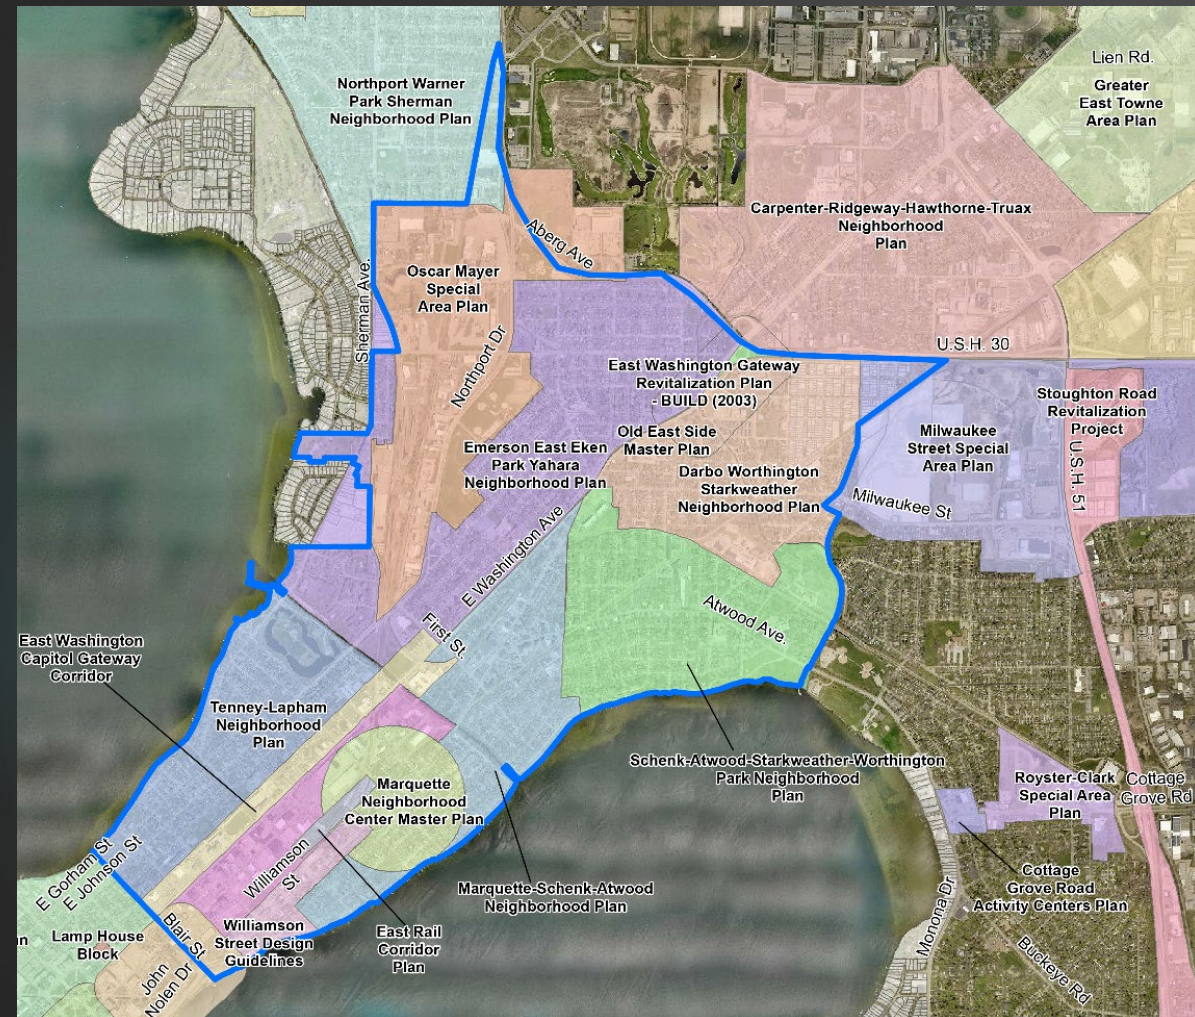 Lien Rd.
Greater
East Towne
Area Plan
Northport Warner
Park Sherman
Neighborhood Plan
Carpenter-Ridgeway-Hawthorne-Truax
Neighborhood
Plan
Aberg Ave
Oscar Mayer
Special
Area Plan
Sherman Ave.
Northport Dr
U.S.H. 30
East Washington Gateway
Revitalization Plan
- BUILD (2003)
Stoughton Road
Revitalization
Project
Old East Side
Master Plan
Milwaukee
Street Special
Area Plan
Emerson East Eken
Park Yahara
Neighborhood Plan
Darbo Worthington
Starkweather
Neighborhood Plan
U.S.H. 51
Milwaukee St
E Washington Ave
Atwood Ave.
First St.
East Washington
Capitol Gateway
Corridor
Tenney-Lapham
Neighborhood
Plan
Schenk-Atwood-Starkweather-Worthington
Park Neighborhood
Plan
Marquette
Neighborhood
Center Master Plan
Royster-Clark
Special Area
Plan
Cottage
Grove Rd
E Gorham St
E Johnson St
Williamson
St
Marquette-Schenk-Atwood
Neighborhood Plan
Cottage
Grove Road
Activity Centers Plan
Monona Dr
Buckeye Rd
Blair St
Williamson
Street Design
Guidelines
East Rail
Corridor
Plan
n
Lamp House
Block
John
Nolen Dr